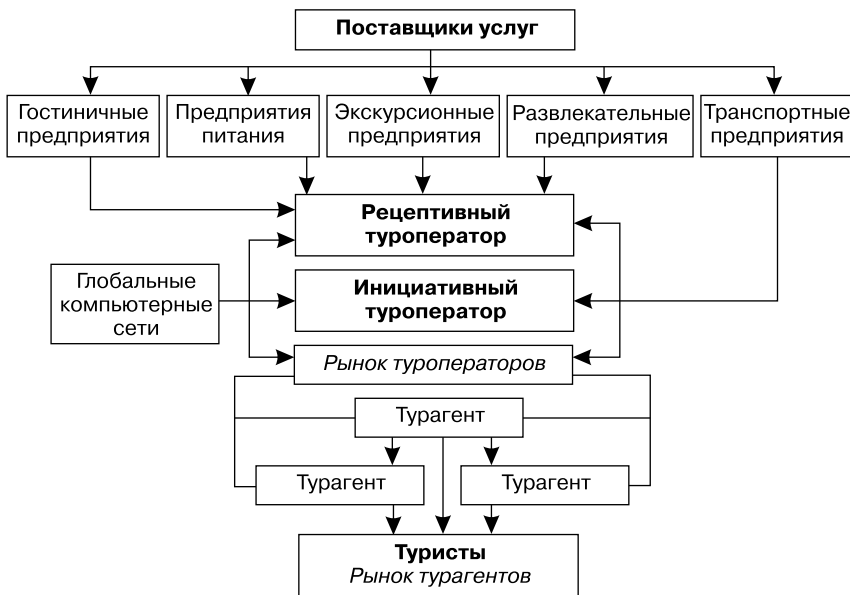 Поставщики услуг
Гостиничные
предприятия
Предприятия
питания
Экскурсионные
предприятия
Развлекательные
предприятия
Транспортные
предприятия
Рецептивный
туроператор
Глобальные
компьютерные
сети
Инициативный
туроператор
Рынок туроператоров
Турагент
Турагент
Турагент
Туристы
Рынок турагентов